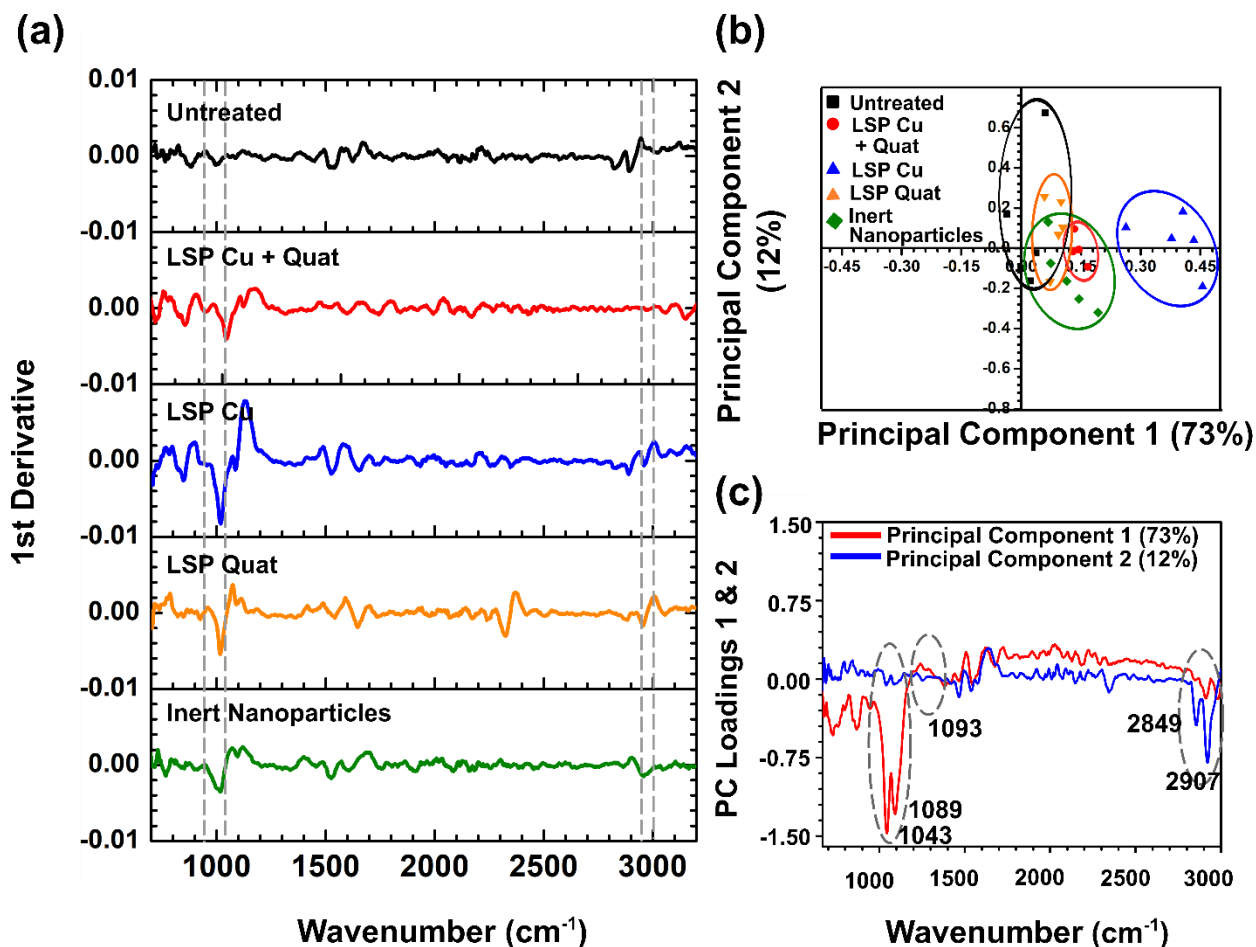 (a)
0.01
Untreated
0.00
-0.01
LSP Cu + Quat
0.00
-0.01
LSP Cu
0.00
-0.01
LSP Quat
0.00
-0.01
Inert Nanoparticles
0.00
-0.01
1000 1500 2000 2500 3000
1st Derivative
Wavenumber (cm-1)
(b)
Untreated
LSP Cu
+ Quat
LSP Cu
LSP Quat
Inert
Nanoparticles
0.6
0.4
0.2
0.0
-0.2
-0.4
-0.6
-0.8
-0.45 -0.30 -0.15 0.00 0.15 0.30 0.45
Principal Component 2
(12%)
Principal Component 1 (73%)
(c)
1.50
0.75
0.00
-0.75
-1.50
Principal Component 1 (73%)
Principal Component 2 (12%)
1093
2849
2907
1089
1043
1000 1500 2000 2500 3000
PC Loadings 1 & 2
Wavenumber (cm-1)